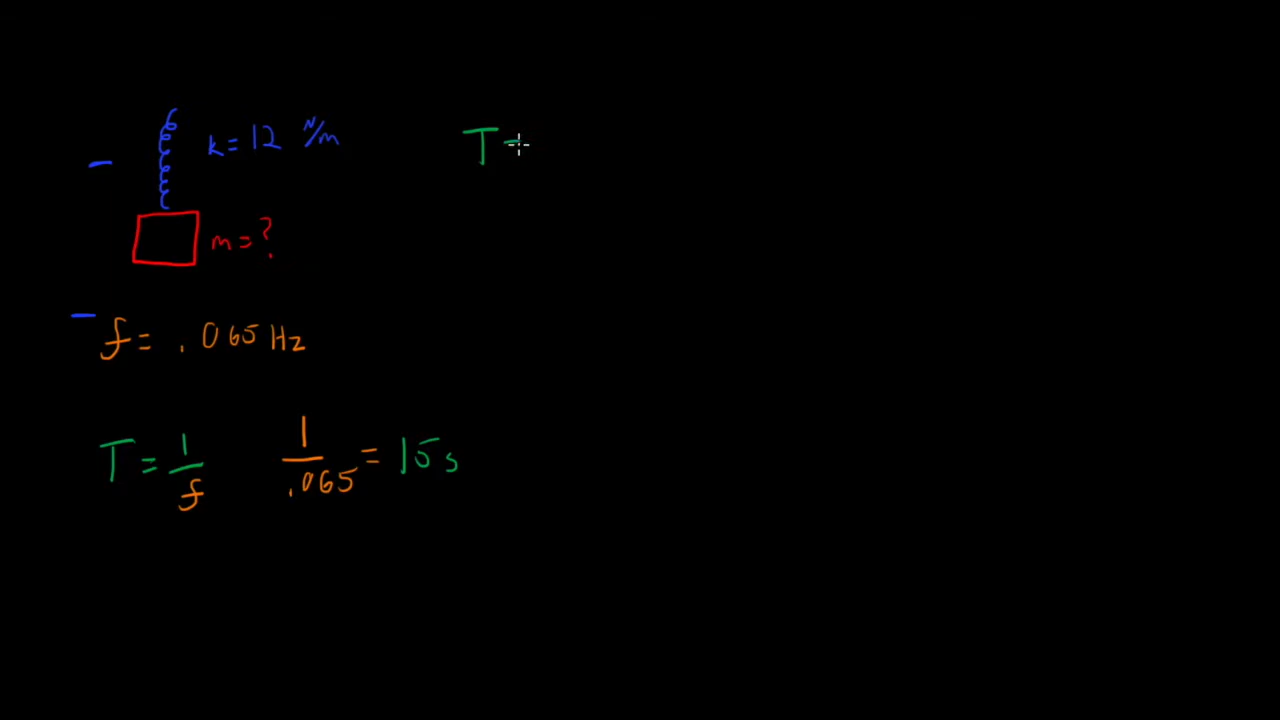 k = 12 N/m
T =
m = ?
f = .065 Hz
T = 1/f 1/.065 = 15 s